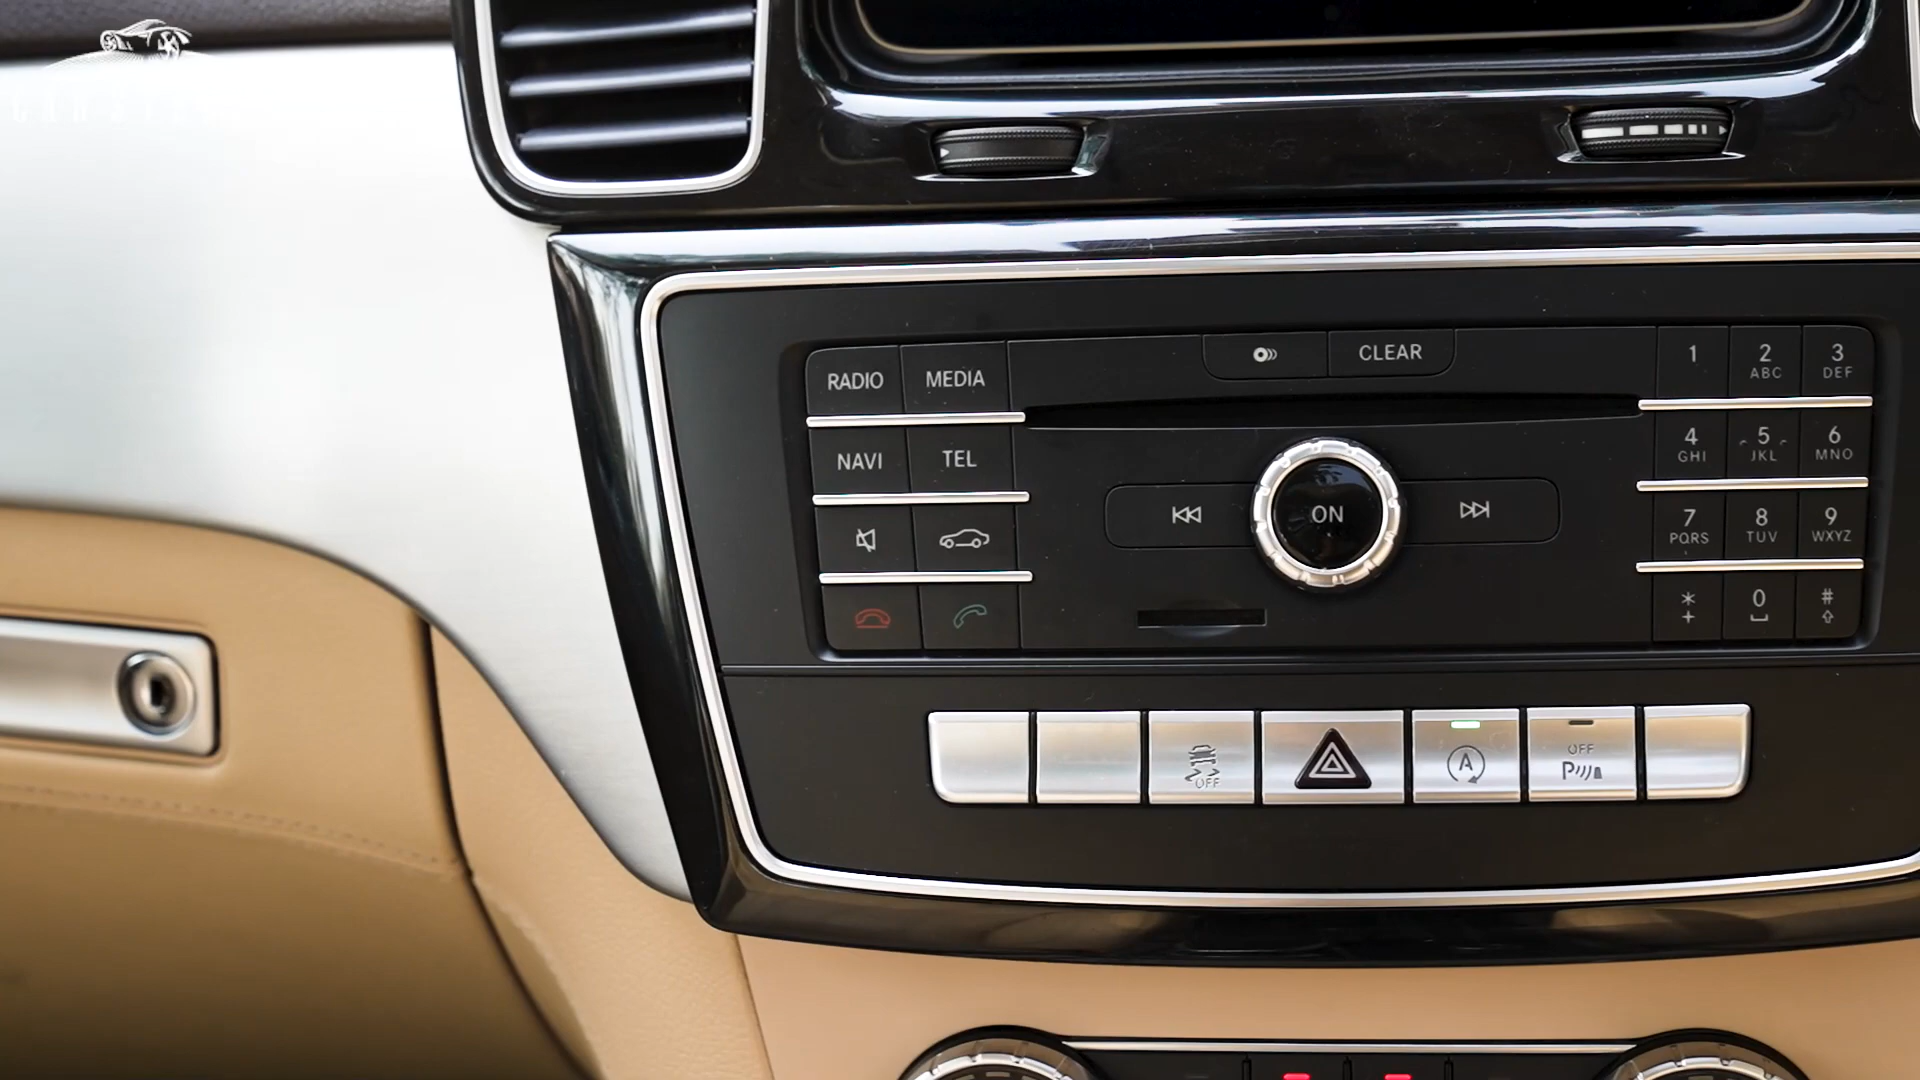 RADIO MEDIA
CLEAR
1 2 ABC 3 DEF
NAVI TEL
4 GHI 5 JKL 6 MNO
ON
7 PQRS 8 TUV 9 WXYZ
* + 0 #
OFF
A
OFF
P